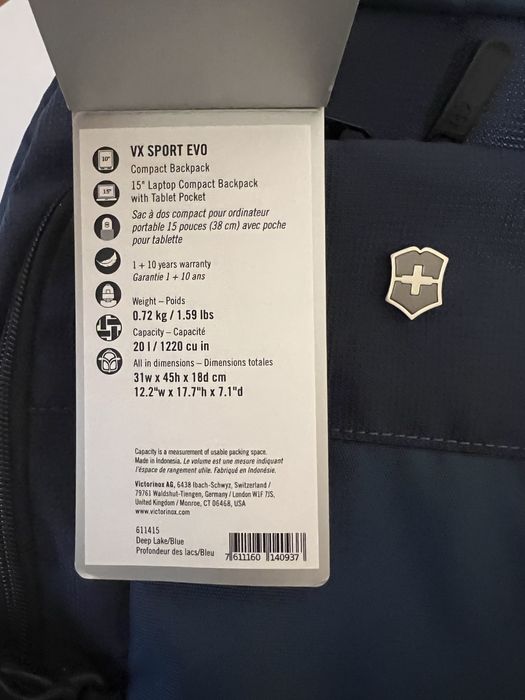 10"
15"
VX SPORT EVO
Compact Backpack
15" Laptop Compact Backpack
with Tablet Pocket
Sac à dos compact pour ordinateur
portable 15 pouces (38 cm) avec poche
pour tablette
1 + 10 years warranty
Garantie 1 + 10 ans
Weight – Poids
0.72 kg / 1.59 lbs
Capacity – Capacité
20 l / 1220 cu in
All in dimensions – Dimensions totales
31w x 45h x 18d cm
12.2"w x 17.7"h x 7.1"d
Capacity is a measurement of usable packing space.
Made in Indonesia. Le volume est une mesure indiquant
l'éspace de rangement utile. Fabriqué en Indonésie.
Victorinox AG, 6438 Ibach-Schwyz, Switzerland /
79761 Waldshut-Tiengen, Germany / London W1F 7JS,
United Kingdom / Monroe, CT 06468, USA
www.victorinox.com
611415
Deep Lake/Blue
Profondeur des lacs/Bleu
7 611160 140937